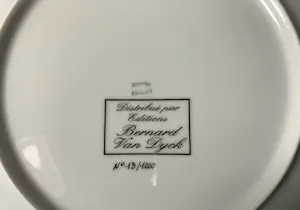 Distribué par
Editions
Bernard
Van Dyck
N° 13/1000